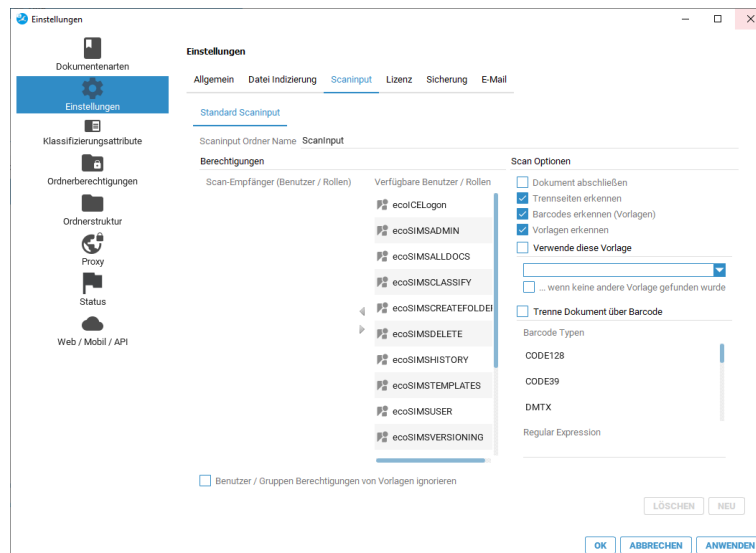 Einstellungen
Dokumentenarten
Einstellungen
Klassifizierungsattribute
Ordnerberechtigungen
Ordnerstruktur
Proxy
Status
Web / Mobil / API
Einstellungen
Allgemein Datei Indizierung Scaninput Lizenz Sicherung E-Mail
Standard Scaninput
Scaninput Ordner Name ScanInput
Berechtigungen
Scan-Empfänger (Benutzer / Rollen)
Verfügbare Benutzer / Rollen
ecoICELogon
ecoSIMSADMIN
ecoSIMSALLDOCS
ecoSIMSCLASSIFY
ecoSIMSCREATEFOLDER
ecoSIMSDELETE
ecoSIMSHISTORY
ecoSIMSTEMPLATES
ecoSIMSUSER
ecoSIMSVERSIONING
Benutzer / Gruppen Berechtigungen von Vorlagen ignorieren
Scan Optionen
Dokument abschließen
Trennseiten erkennen
Barcodes erkennen (Vorlagen)
Vorlagen erkennen
Verwende diese Vorlage
... wenn keine andere Vorlage gefunden wurde
Trenne Dokument über Barcode
Barcode Typen
CODE128
CODE39
DMTX
Regular Expression
LÖSCHEN NEU
OK ABBRECHEN ANWENDEN